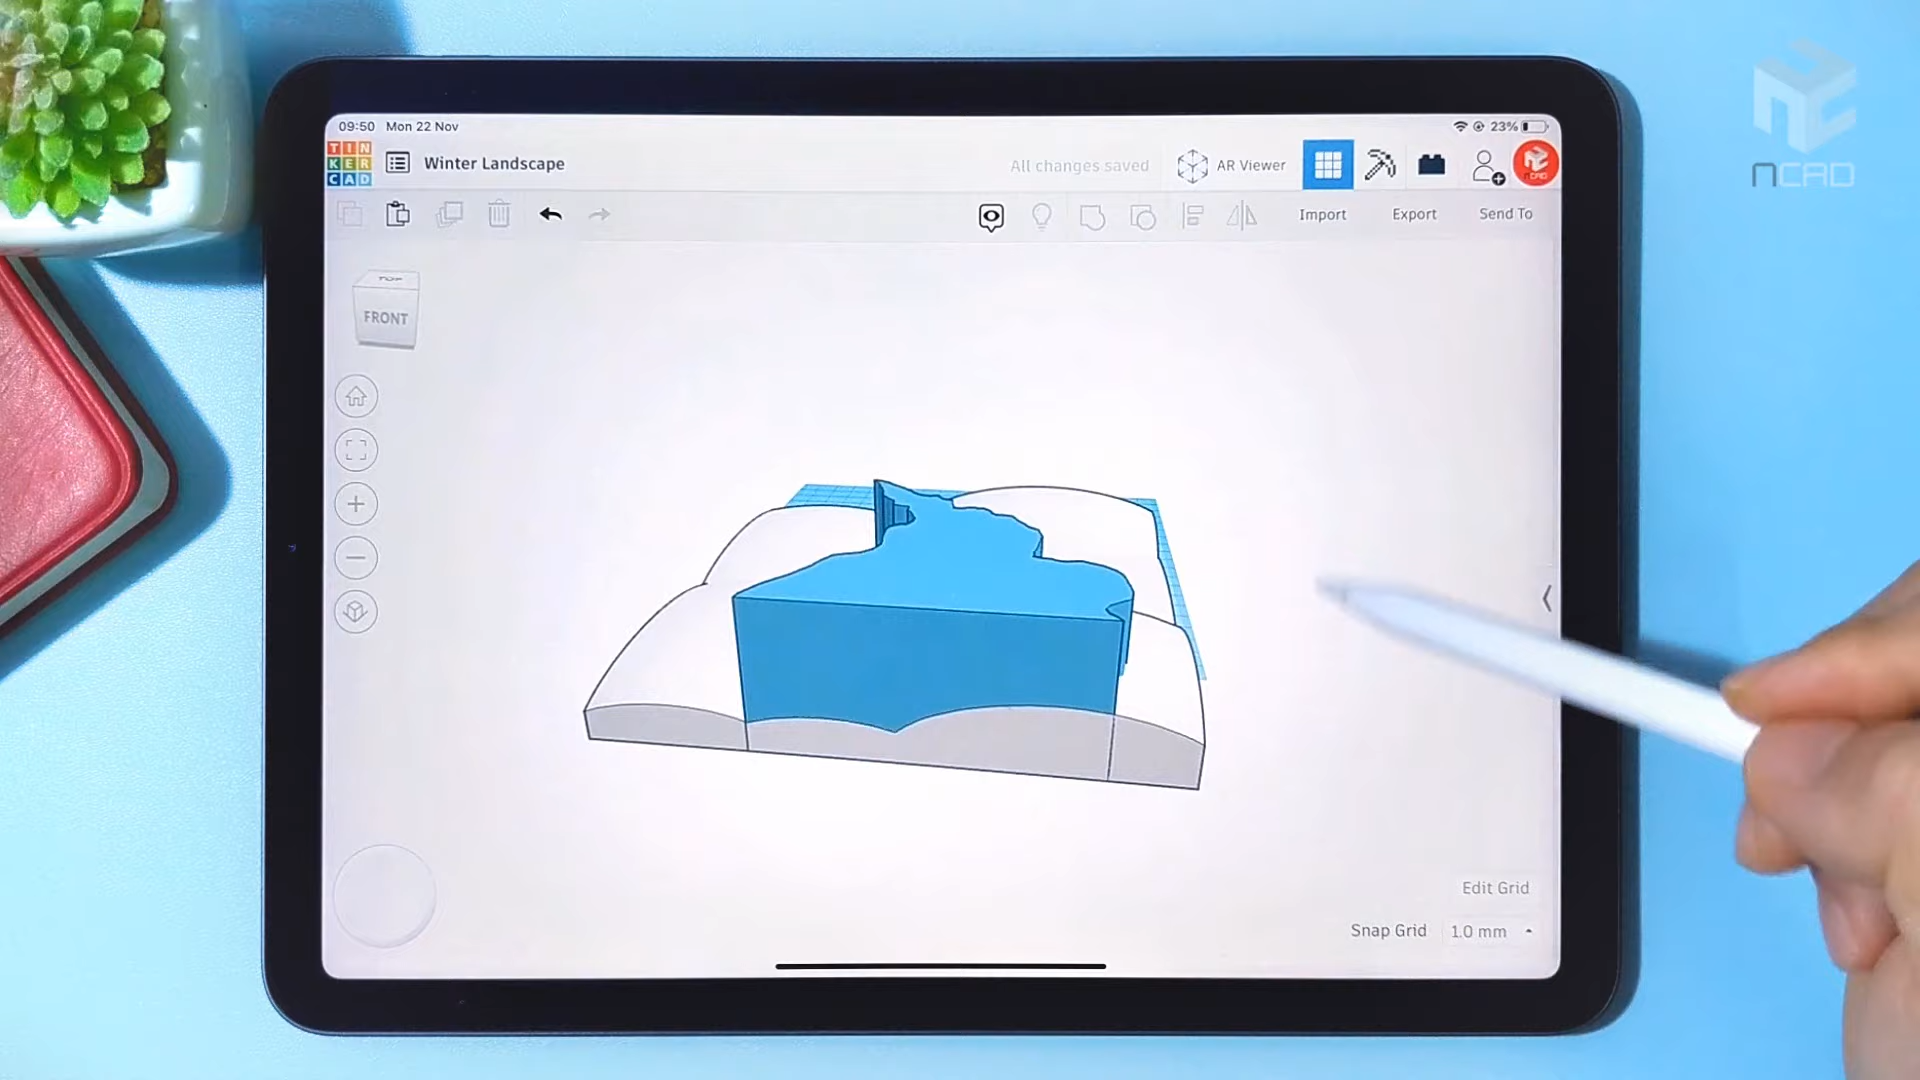 09:50 Mon 22 Nov
23%
TIN
KER
CAD
Winter Landscape
All changes saved
AR Viewer
nCAD
Import
Export
Send To
TOP
FRONT
Edit Grid
Snap Grid
1.0 mm